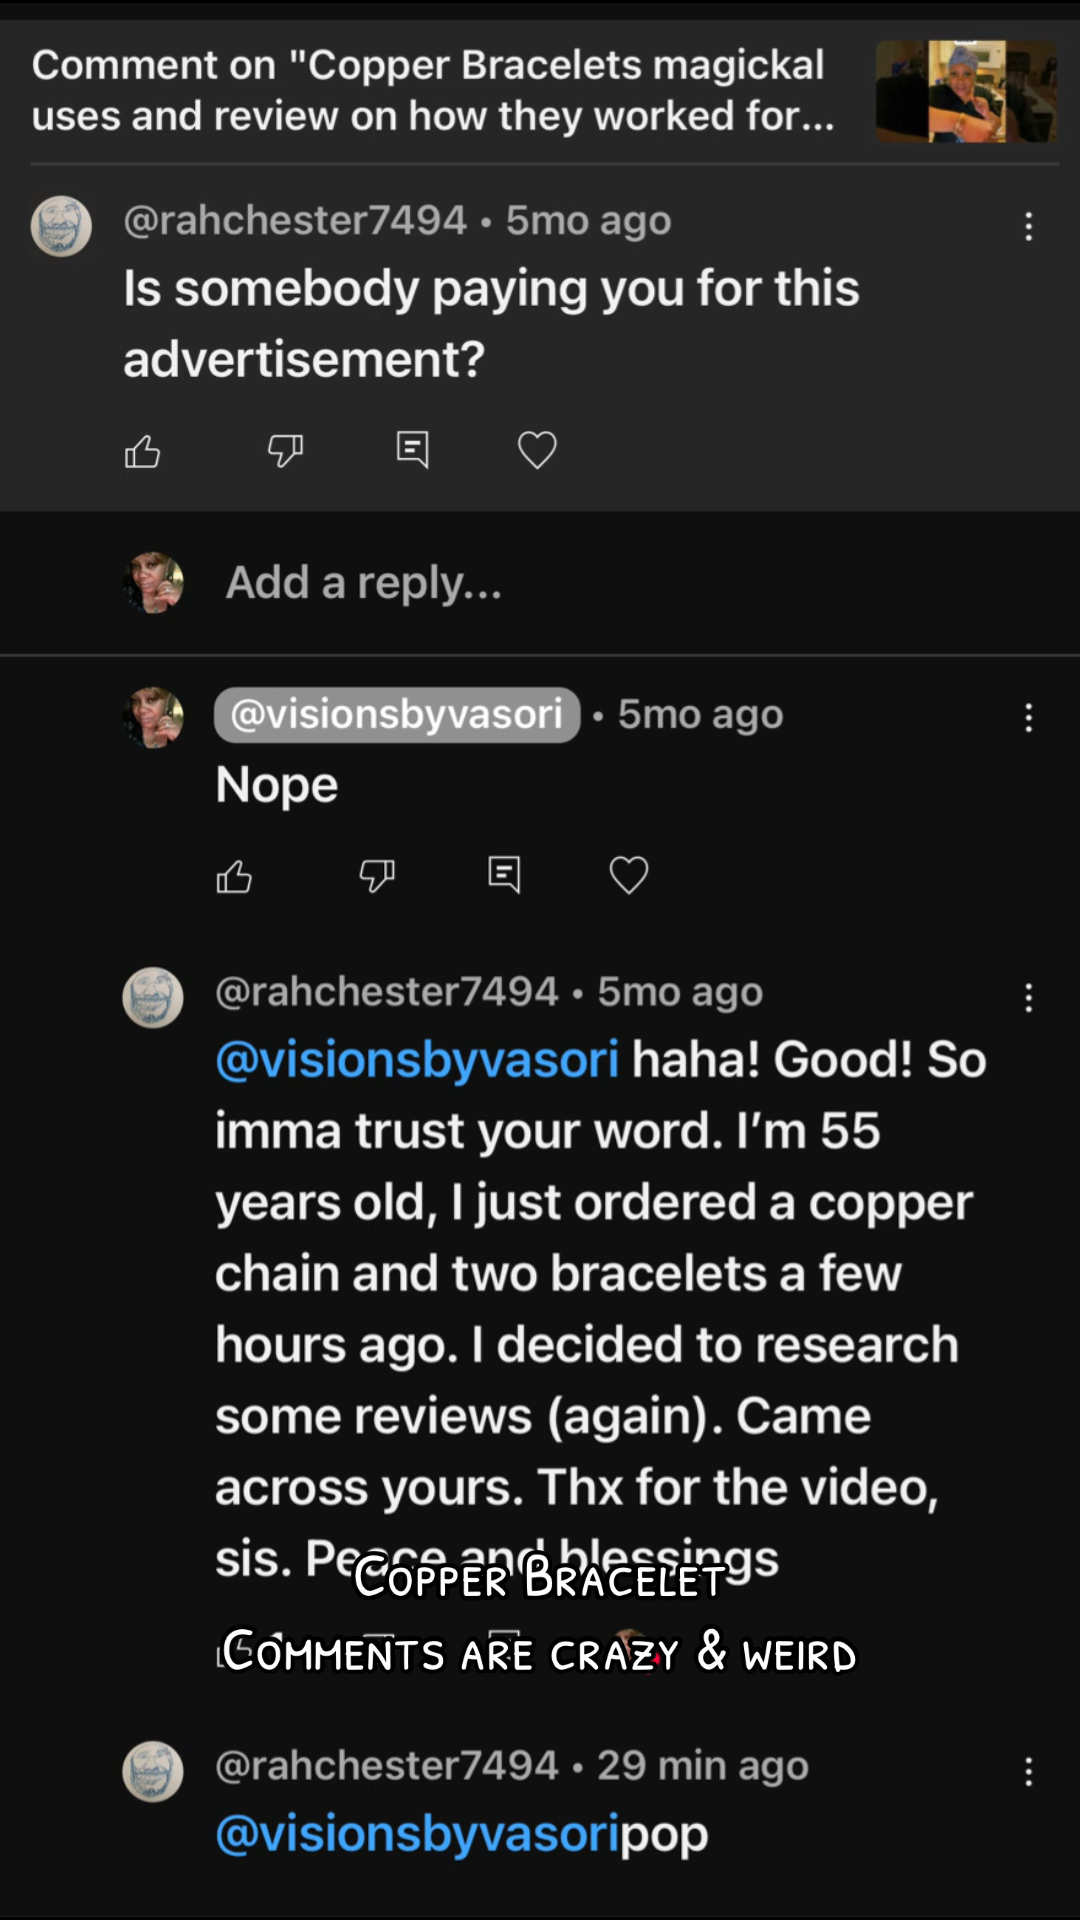 Comment on "Copper Bracelets magickal
uses and review on how they worked for...
@rahchester7494 • 5mo ago
Is somebody paying you for this
advertisement?
Add a reply...
@visionsbyvasori • 5mo ago
Nope
@rahchester7494 • 5mo ago
@visionsbyvasori haha! Good! So
imma trust your word. I'm 55
years old, I just ordered a copper
chain and two bracelets a few
hours ago. I decided to research
some reviews (again). Came
across yours. Thx for the video,
sis. Peace and blessings
Copper Bracelet
Comments are crazy & weird
@rahchester7494 • 29 min ago
@visionsbyvasoripop